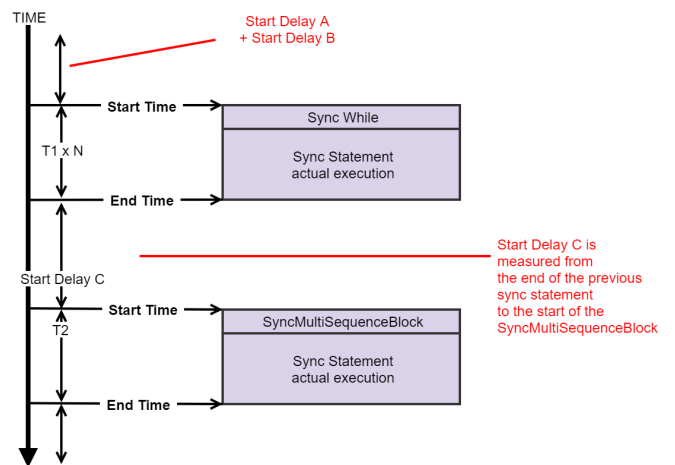 TIME
Start Delay A
+ Start Delay B
Start Time
Sync While
T1 x N
Sync Statement
actual execution
End Time
Start Delay C is
measured from
the end of the previous
sync statement
to the start of the
SyncMultiSequenceBlock
Start Delay C
Start Time
SyncMultiSequenceBlock
T2
Sync Statement
actual execution
End Time